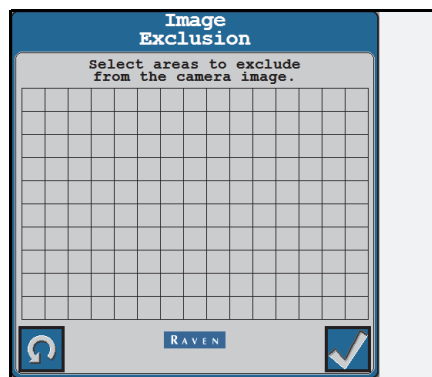 Image
Exclusion
Select areas to exclude
from the camera image.
RAVEN